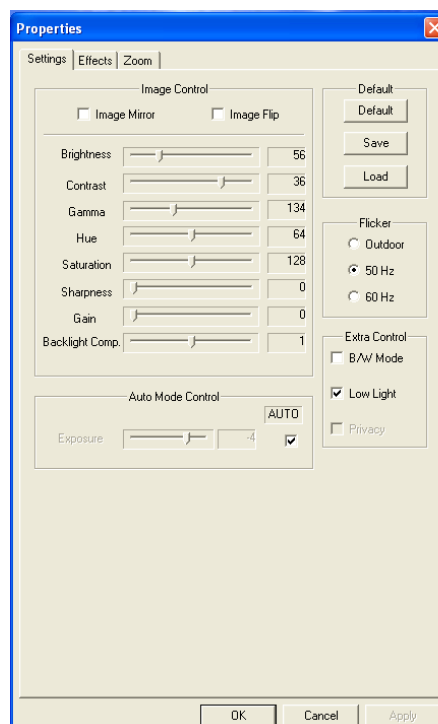 Properties
Settings Effects Zoom
Image Control
Image Mirror Image Flip
Brightness 56
Contrast 36
Gamma 134
Hue 64
Saturation 128
Sharpness 0
Gain 0
Backlight Comp. 1
Auto Mode Control
AUTO
Exposure -4
Default
Default
Save
Load
Flicker
Outdoor
50 Hz
60 Hz
Extra Control
B/W Mode
Low Light
Privacy
OK Cancel Apply